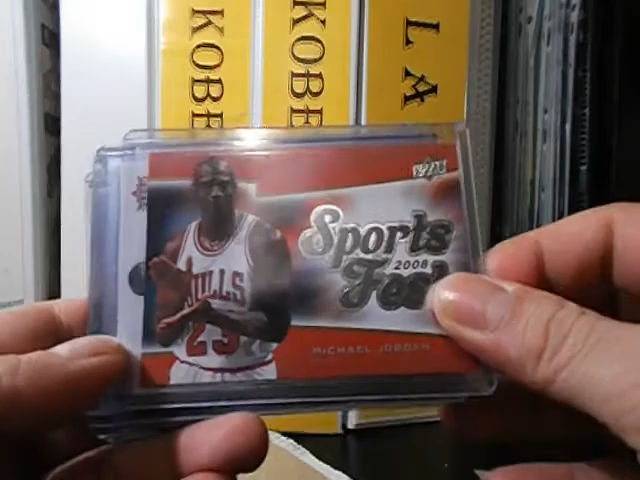 KOBE
KOBE
LA
Sports
2008
Fest
BULLS
23
MICHAEL JORDAN